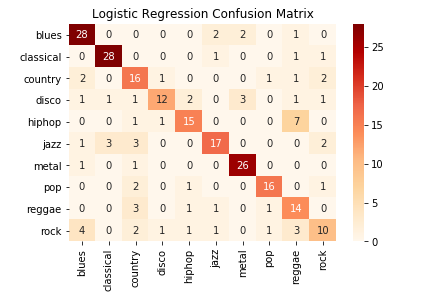 Logistic Regression Confusion Matrix
blues 28 0 0 0 0 2 2 0 1 0
classical 0 28 0 0 0 1 0 0 1 1
country 2 0 16 1 0 0 0 1 1 2
disco 1 1 1 12 2 0 3 0 1 1
hiphop 0 0 1 1 15 0 0 0 7 0
jazz 1 3 3 0 0 17 0 0 0 2
metal 1 0 1 0 0 0 26 0 0 0
pop 0 0 2 0 1 0 0 16 0 1
reggae 0 0 3 0 1 1 0 1 14 0
rock 4 0 2 1 1 1 0 1 3 10
blues classical country disco hiphop jazz metal pop reggae rock
25
20
15
10
5
0